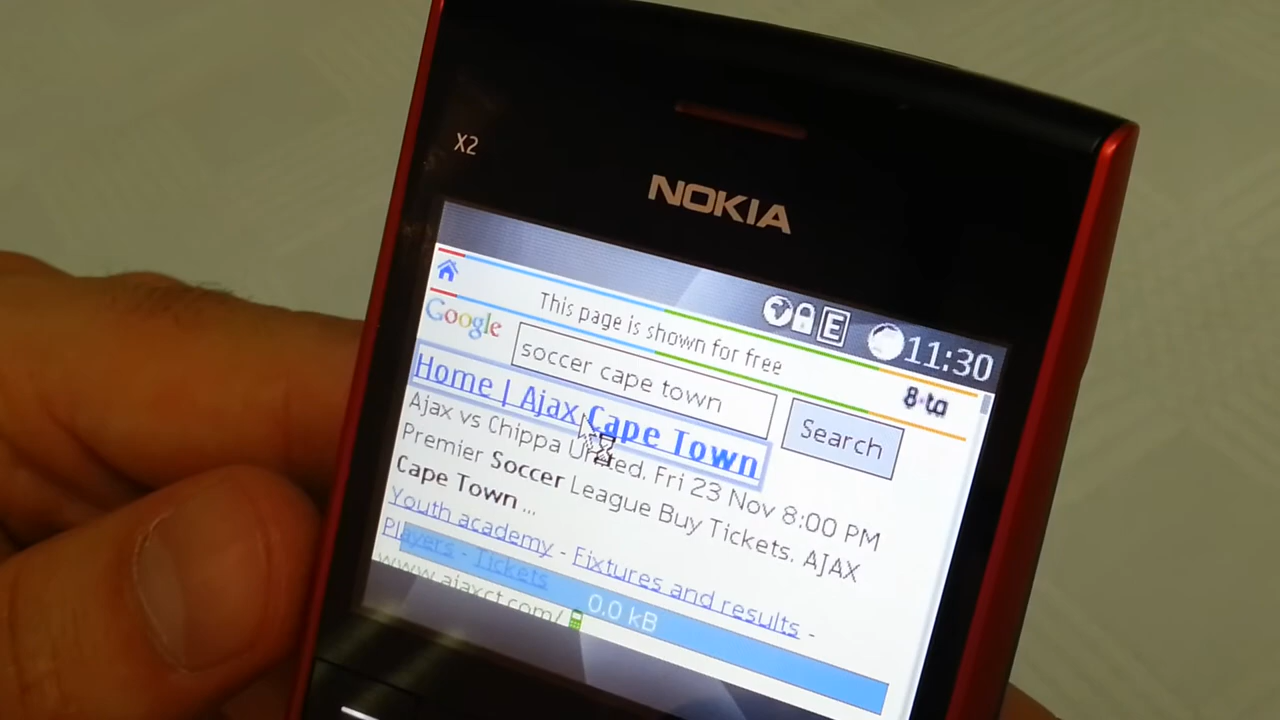 X2
NOKIA
E 11:30
This page is shown for free
8·ta
Google soccer cape town Search
Home | Ajax Cape Town
Ajax vs Chippa United. Fri 23 Nov 8:00 PM
Premier Soccer League Buy Tickets. AJAX
Cape Town ...
Youth academy - Fixtures and results -
Players - Tickets
www.ajaxct.com/
0.0 kB